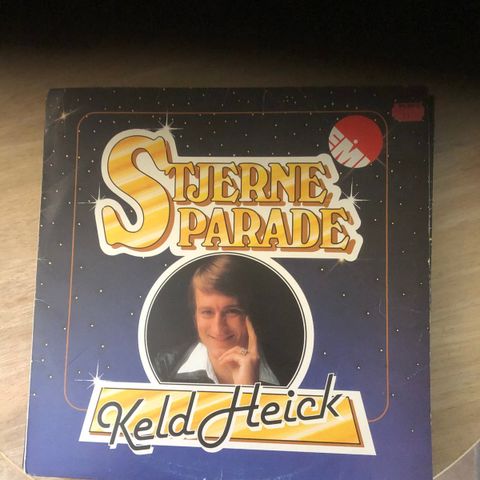 STJERNE
PARADE
EMI
Keld Heick